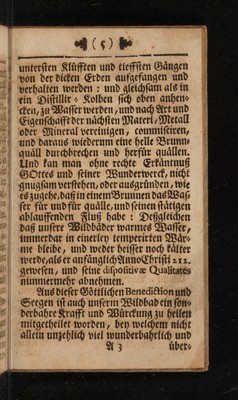 ( 5 )
untersten Klüfften und tieffsten Gängen
von der dicken Erden aufgefangen und
verhalten werden: und gleichsam als in
ein Distillir-Kolben sich oben anhen-
cken, zu Wasser werden, und nach Art und
Eigenschafft der nächsten Materi, Metall
oder Mineral vereinigen, commisciren,
und daraus wiederum eine helle Brunn-
quäll durchbrechen und herfür quällen.
Und kan man ohne rechte Erkäntnuß
GOttes und seiner Wunderwerck, nicht
gnugsam verstehen, oder ausgründen, wie
es zugehe, daß in einem Brunnen das Was-
ser für und für quälle, und seinen stätigs
ablauffenden Fluß habe: Deßgleichen
daß unsere Wildbäder warmes Wasser,
immerdar in einerley temperirten Wär-
me bleibe, und weder heisser noch kälter
werde, als er anfänglich Anno Christi 212.
gewesen, und seine dispositivæ Qualitates
nimmermehr abnehmen.
Aus dieser Göttlichen Benediction und
Seegen ist auch unserm Wildbad ein son-
derbahre Krafft und Würckung zu heilen
mitgetheilet worden, bey welchem nicht
allein unzehlich viel wunderbahrlich und
A 3 über-